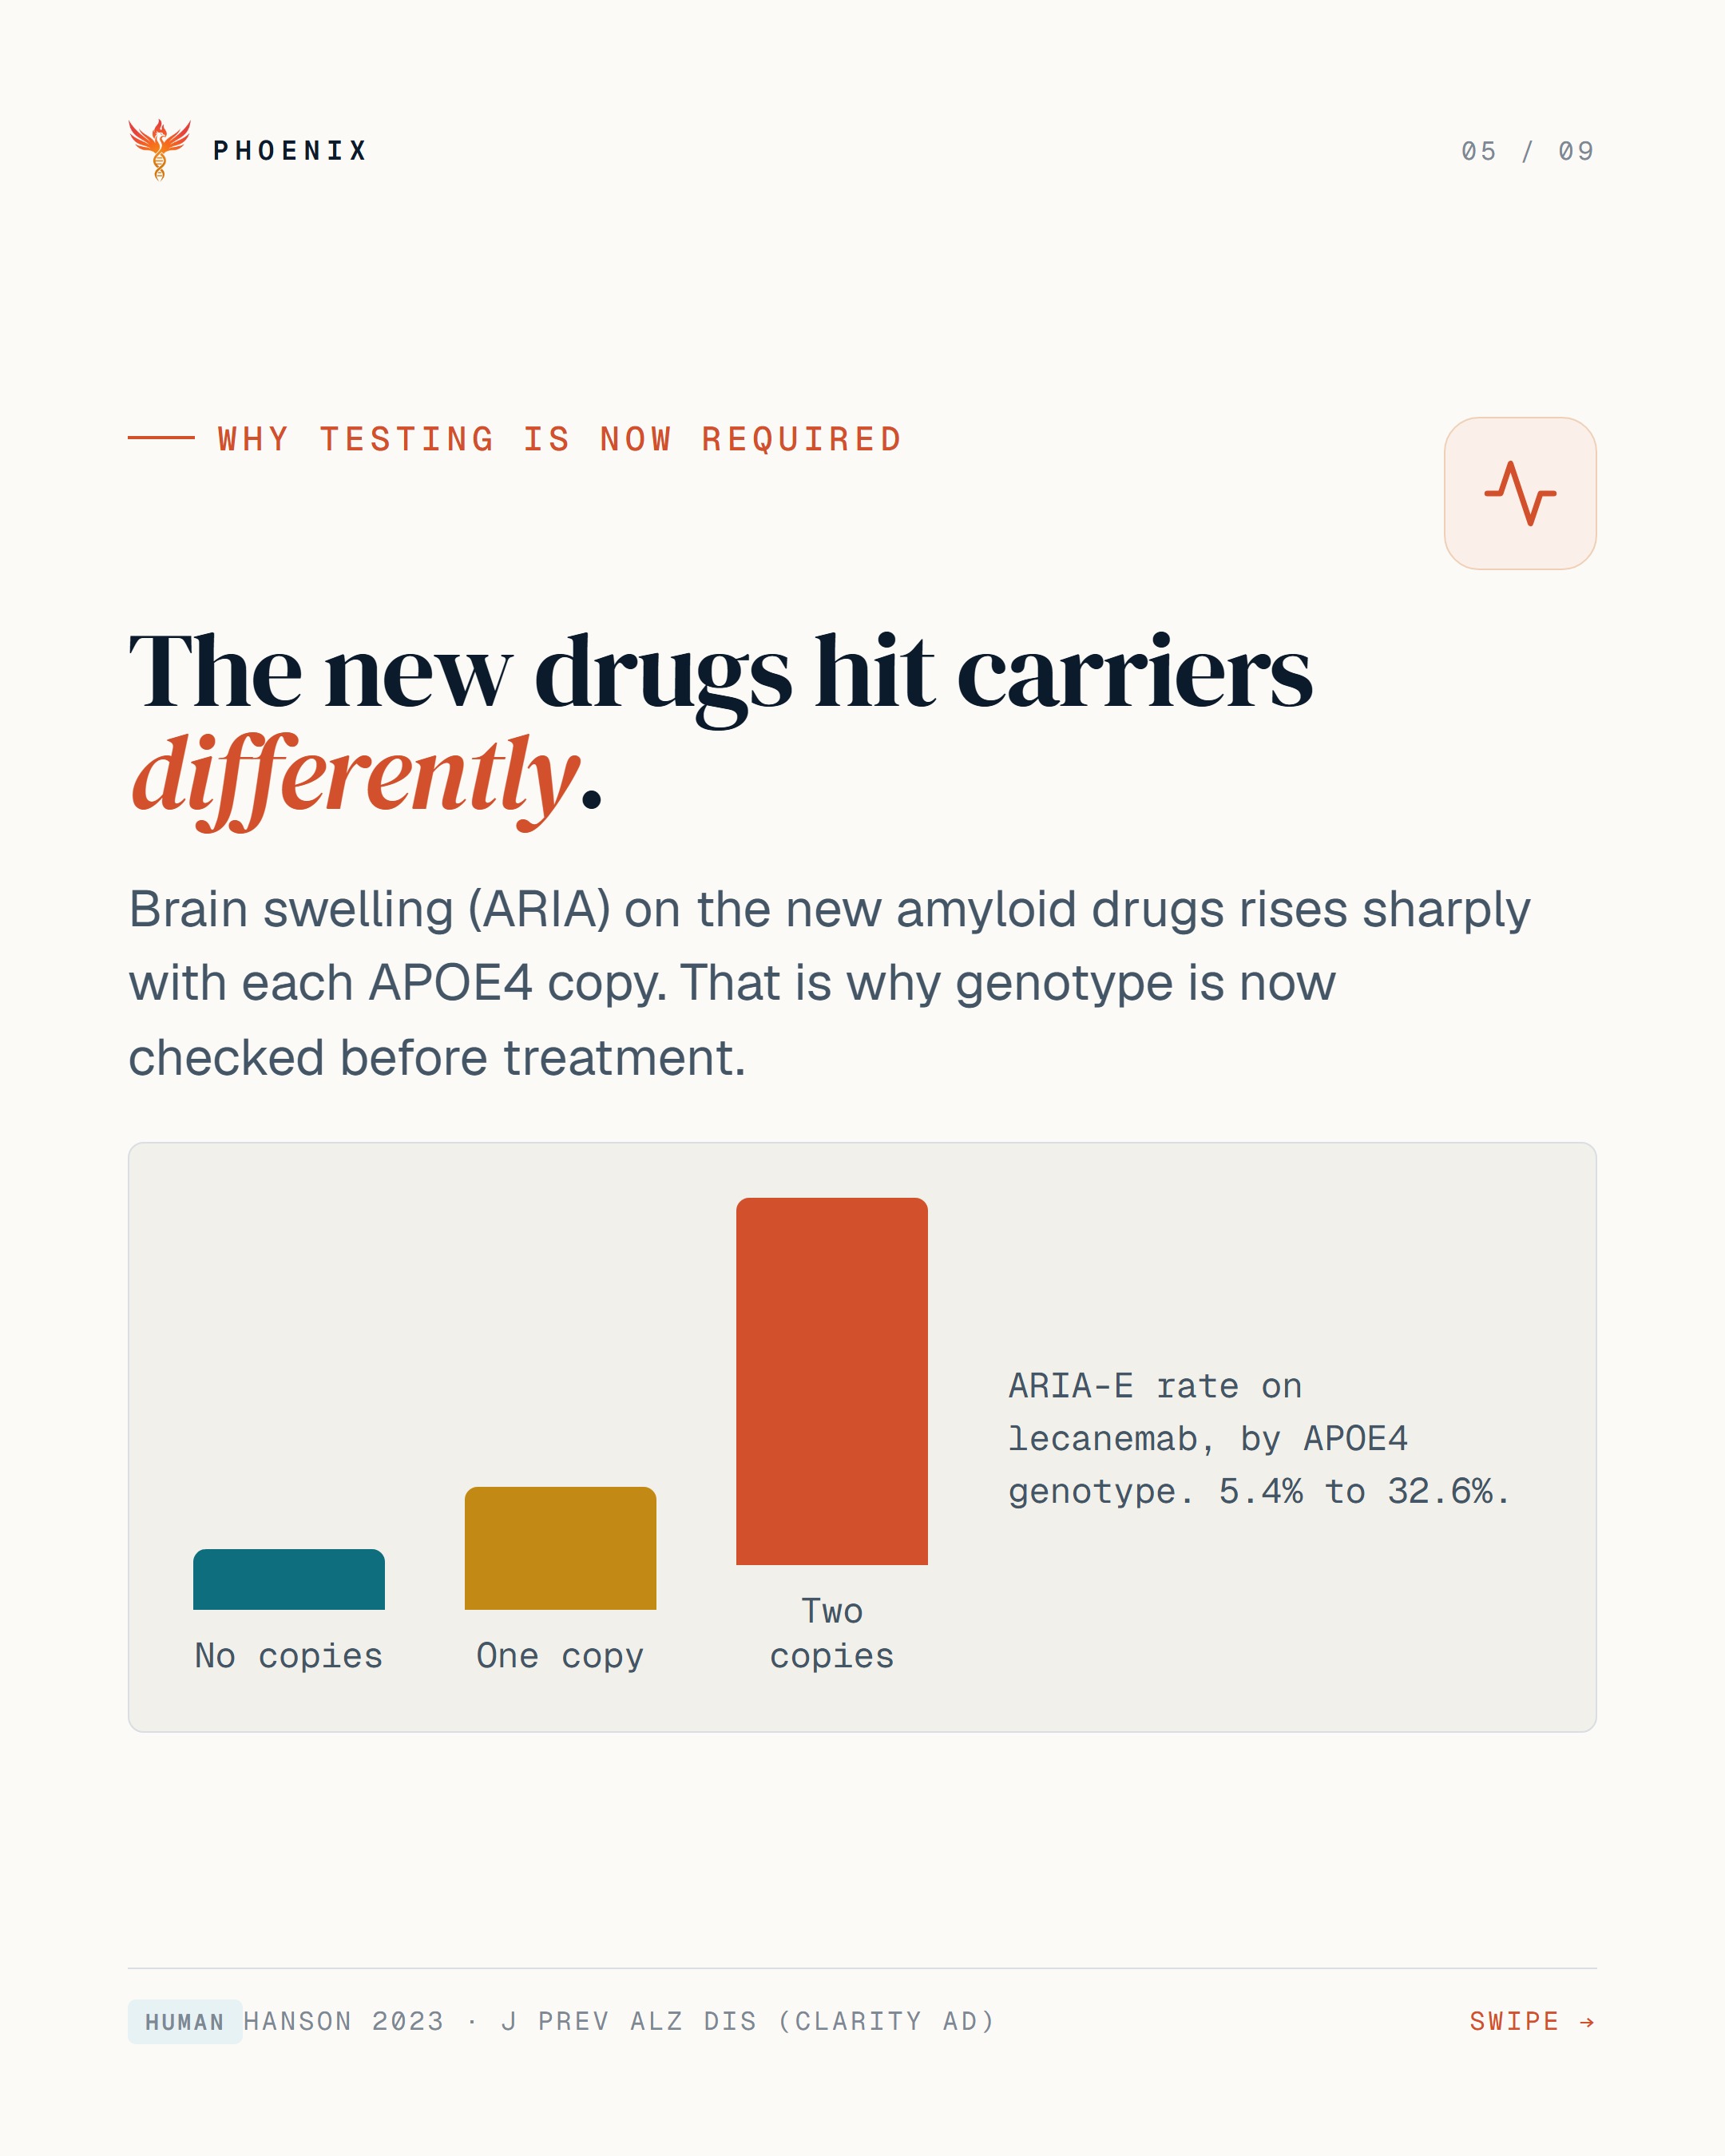 PHOENIX
05 / 09
WHY TESTING IS NOW REQUIRED
The new drugs hit carriers
differently.
Brain swelling (ARIA) on the new amyloid drugs rises sharply
with each APOE4 copy. That is why genotype is now
checked before treatment.
ARIA-E rate on
lecanemab, by APOE4
genotype. 5.4% to 32.6%.
No copies
One copy
Two
copies
HUMAN
HANSON 2023 · J PREV ALZ DIS (CLARITY AD)
SWIPE →